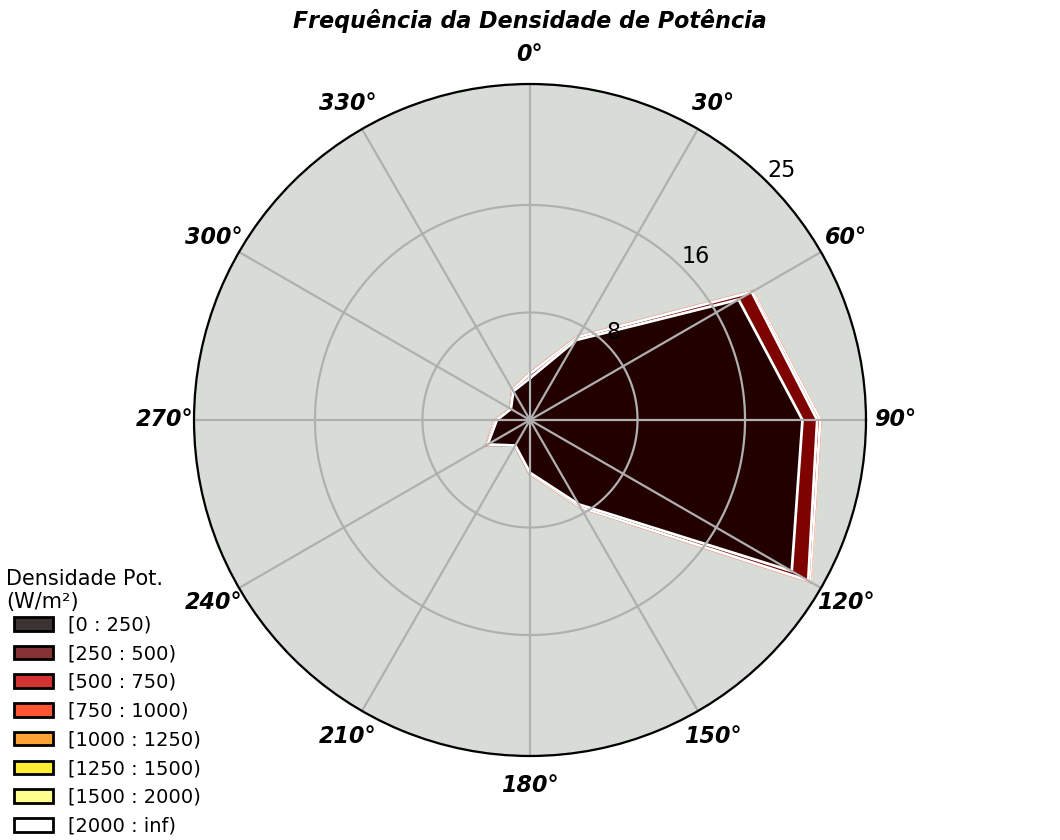 Frequência da Densidade de Potência
0°
330°
30°
25
300°
60°
16
8
270°
90°
240°
120°
210°
150°
180°
Densidade Pot.
(W/m²)
[0 : 250)
[250 : 500)
[500 : 750)
[750 : 1000)
[1000 : 1250)
[1250 : 1500)
[1500 : 2000)
[2000 : inf)